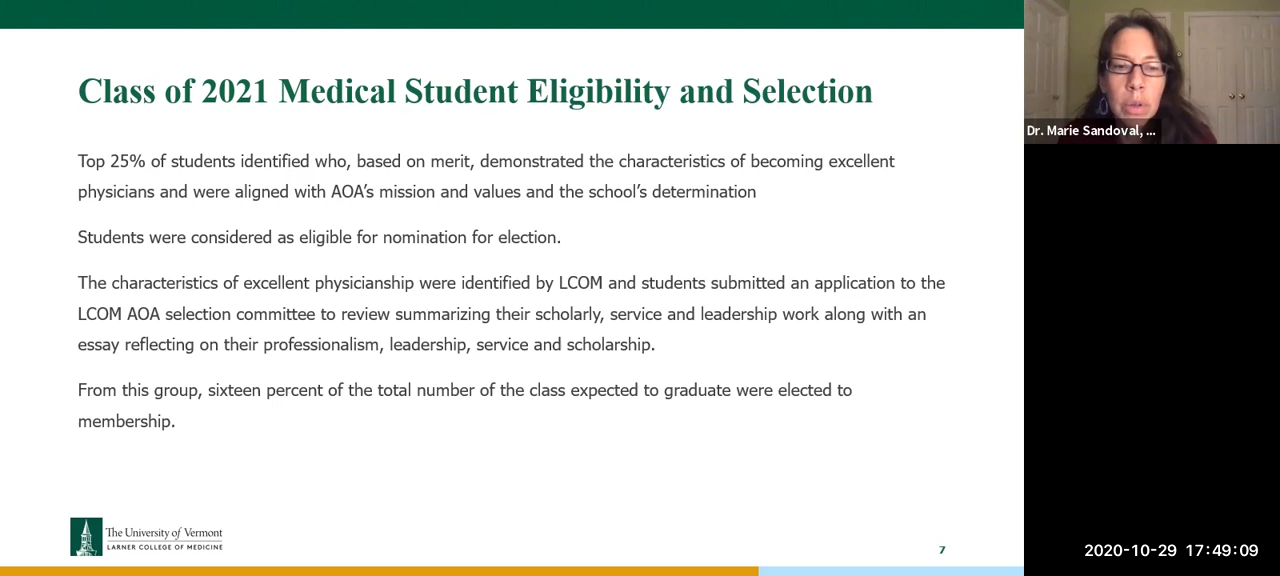 Class of 2021 Medical Student Eligibility and Selection
Top 25% of students identified who, based on merit, demonstrated the characteristics of becoming excellent
physicians and were aligned with AOA's mission and values and the school's determination
Students were considered as eligible for nomination for election.
The characteristics of excellent physicianship were identified by LCOM and students submitted an application to the
LCOM AOA selection committee to review summarizing their scholarly, service and leadership work along with an
essay reflecting on their professionalism, leadership, service and scholarship.
From this group, sixteen percent of the total number of the class expected to graduate were elected to
membership.
The University of Vermont
LARNER COLLEGE OF MEDICINE
7
Dr. Marie Sandoval, ...
2020-10-29 17:49:09